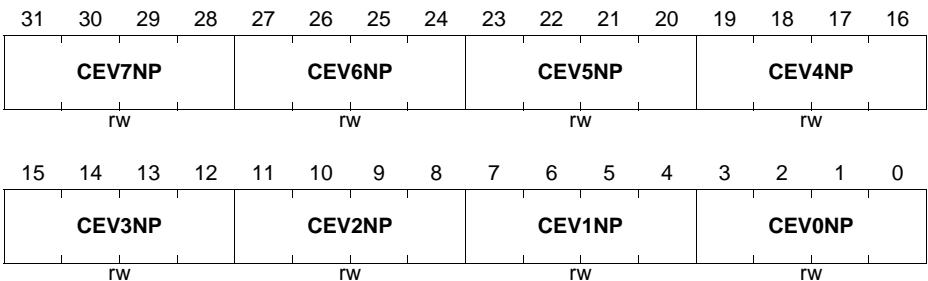 31 30 29 28 27 26 25 24 23 22 21 20 19 18 17 16
CEV7NP CEV6NP CEV5NP CEV4NP
rw rw rw rw
15 14 13 12 11 10 9 8 7 6 5 4 3 2 1 0
CEV3NP CEV2NP CEV1NP CEV0NP
rw rw rw rw